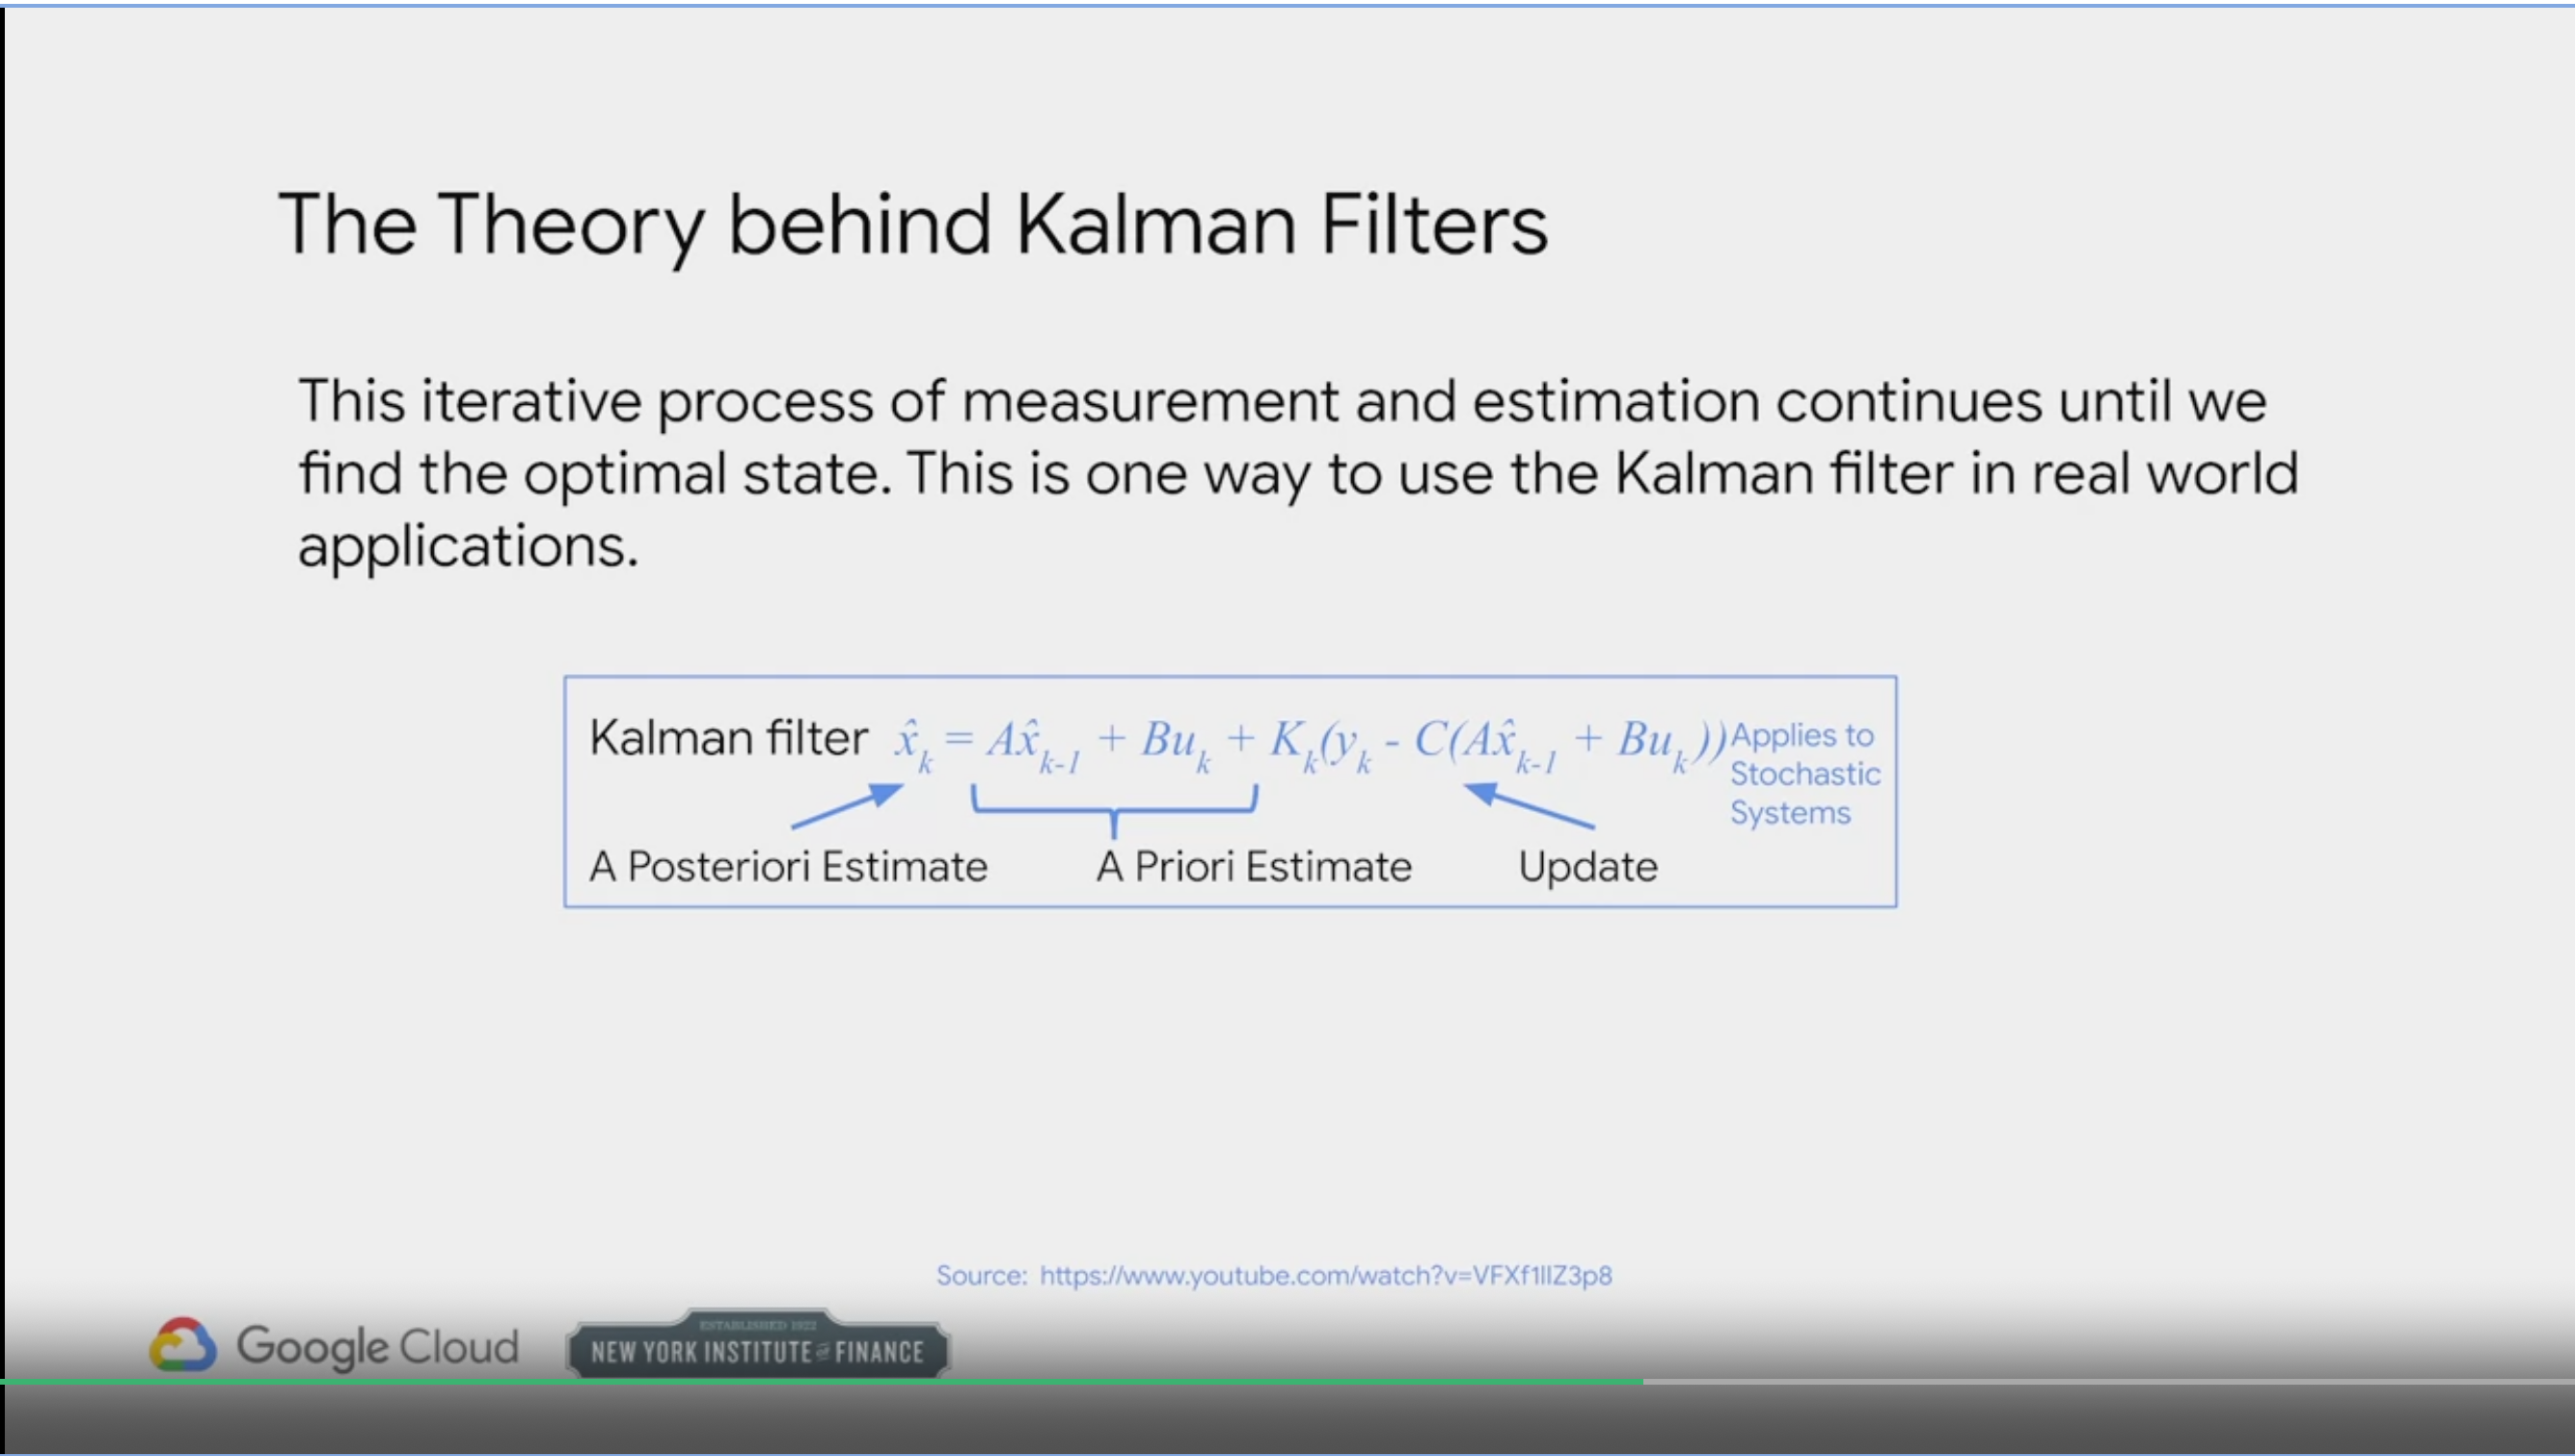 The Theory behind Kalman Filters
This iterative process of measurement and estimation continues until we
find the optimal state. This is one way to use the Kalman filter in real world
applications.
Kalman filter x̂_k = Ax̂_{k-1} + Bu_k + K_k(y_k - C(Ax̂_{k-1} + Bu_k)) Applies to
Stochastic
Systems
A Posteriori Estimate A Priori Estimate Update
Source: https://www.youtube.com/watch?v=VFXf1lIZ3p8
Google Cloud
ESTABLISHED 1922
NEW YORK INSTITUTE OF FINANCE